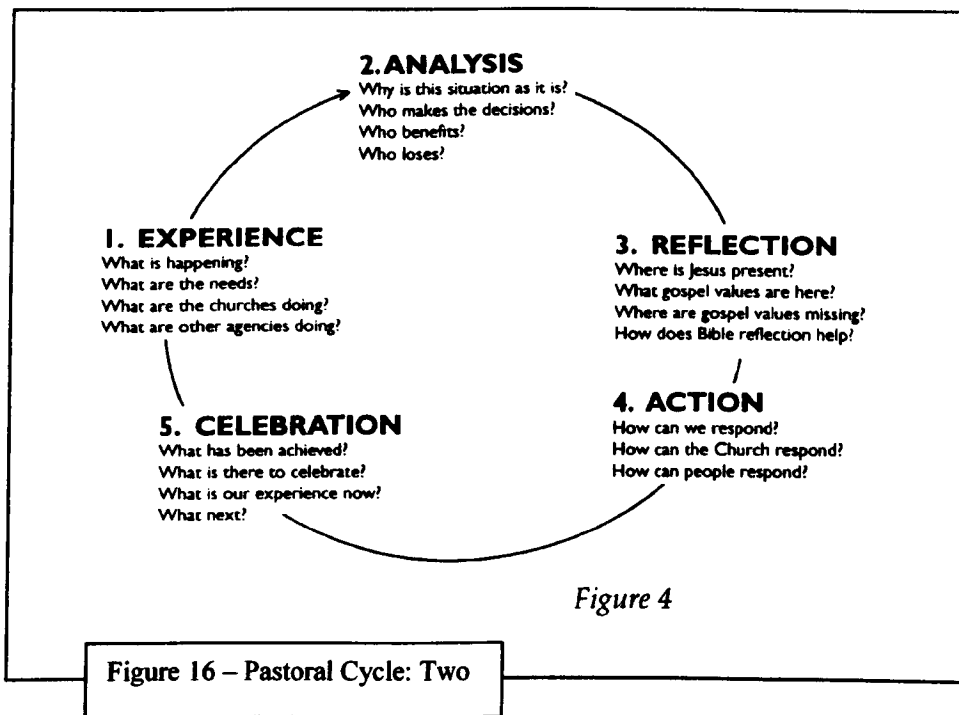 2. ANALYSIS
Why is this situation as it is?
Who makes the decisions?
Who benefits?
Who loses?
1. EXPERIENCE
What is happening?
What are the needs?
What are the churches doing?
What are other agencies doing?
3. REFLECTION
Where is Jesus present?
What gospel values are here?
Where are gospel values missing?
How does Bible reflection help?
4. ACTION
How can we respond?
How can the Church respond?
How can people respond?
5. CELEBRATION
What has been achieved?
What is there to celebrate?
What is our experience now?
What next?
Figure 4
Figure 16 – Pastoral Cycle: Two